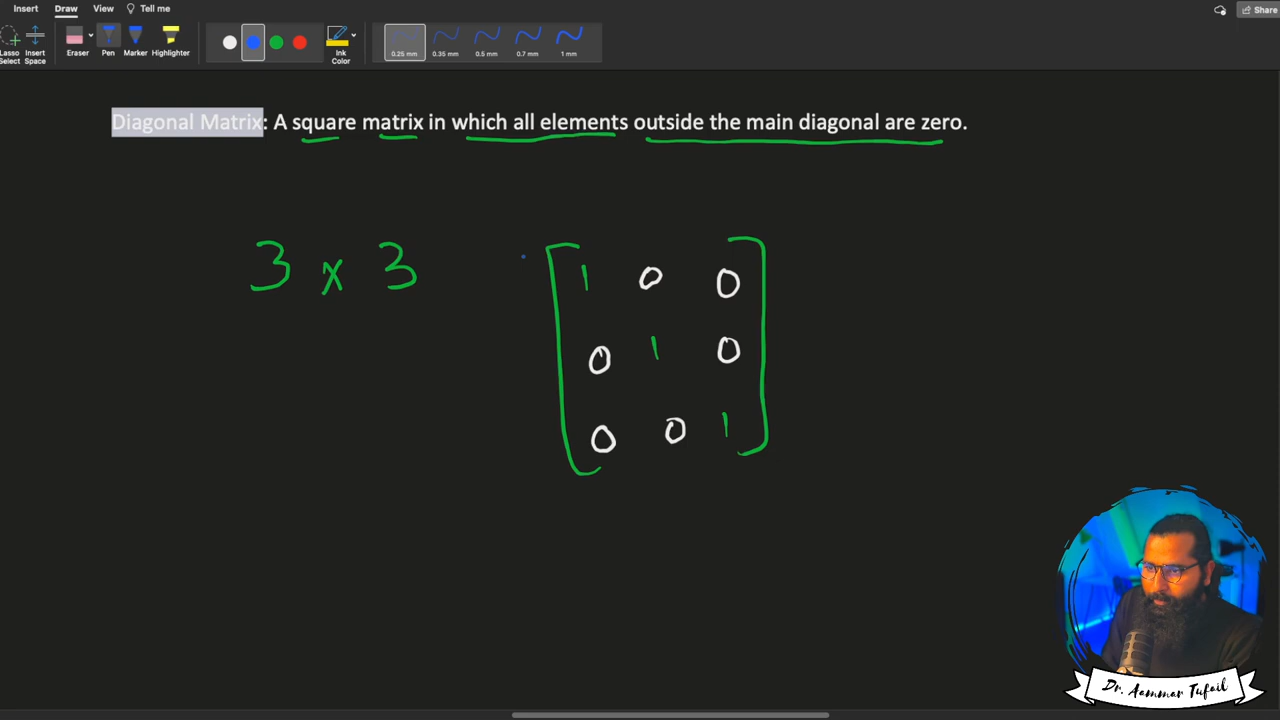 Insert Draw View Tell me Share
Lasso Select Insert Space Eraser Pen Marker Highlighter Ink Color 0.25 mm 0.35 mm 0.5 mm 0.7 mm 1 mm
Diagonal Matrix: A square matrix in which all elements outside the main diagonal are zero.
3 x 3
1 0 0
0 1 0
0 0 1
Dr. Aammar Tufail